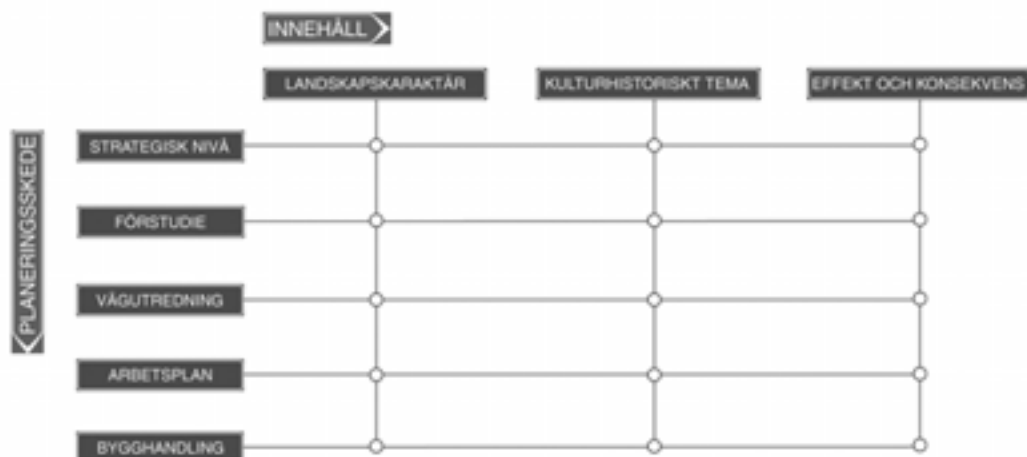 INNEHÅLL
LANDSKAPSKARAKTÄR
KULTURHISTORISKT TEMA
EFFEKT OCH KONSEKVENS
PLANERINGSSKEDE
STRATEGISK NIVÅ
FÖRSTUDIE
VÄGUTREDNING
ARBETSPLAN
BYGGHANDLING